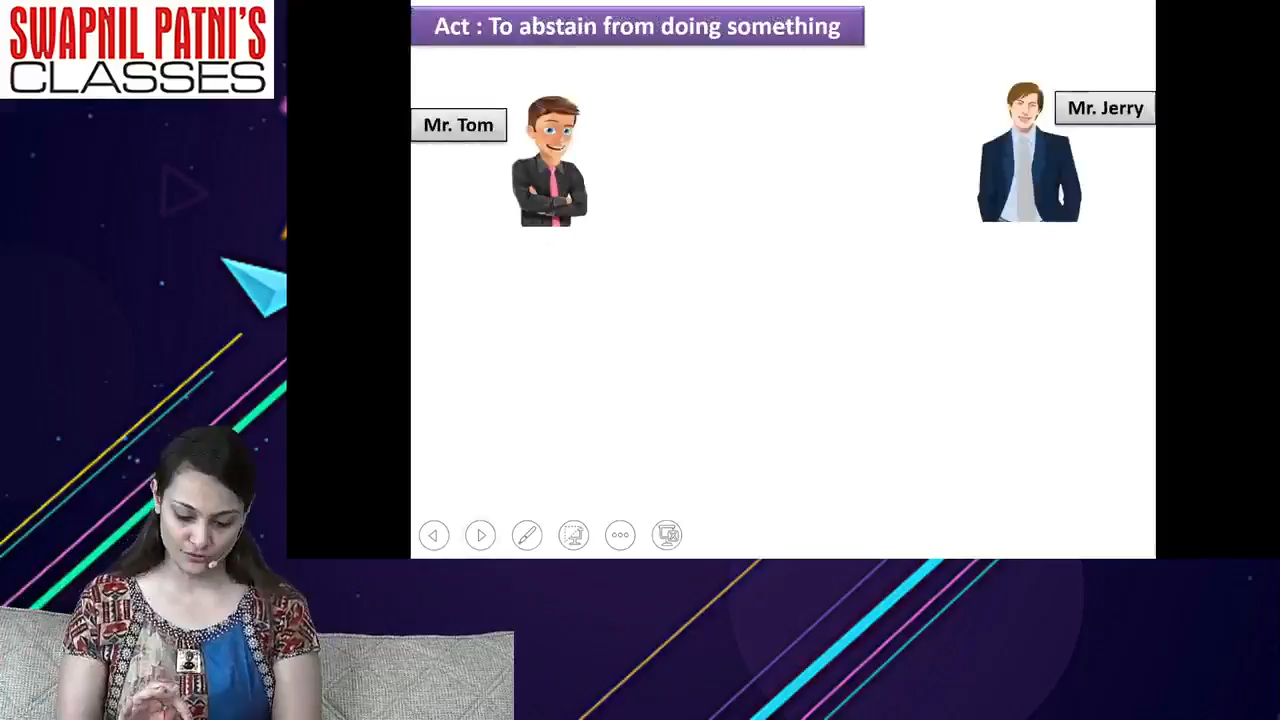 SWAPNIL PATNI'S
CLASSES
Act : To abstain from doing something
Mr. Tom
Mr. Jerry